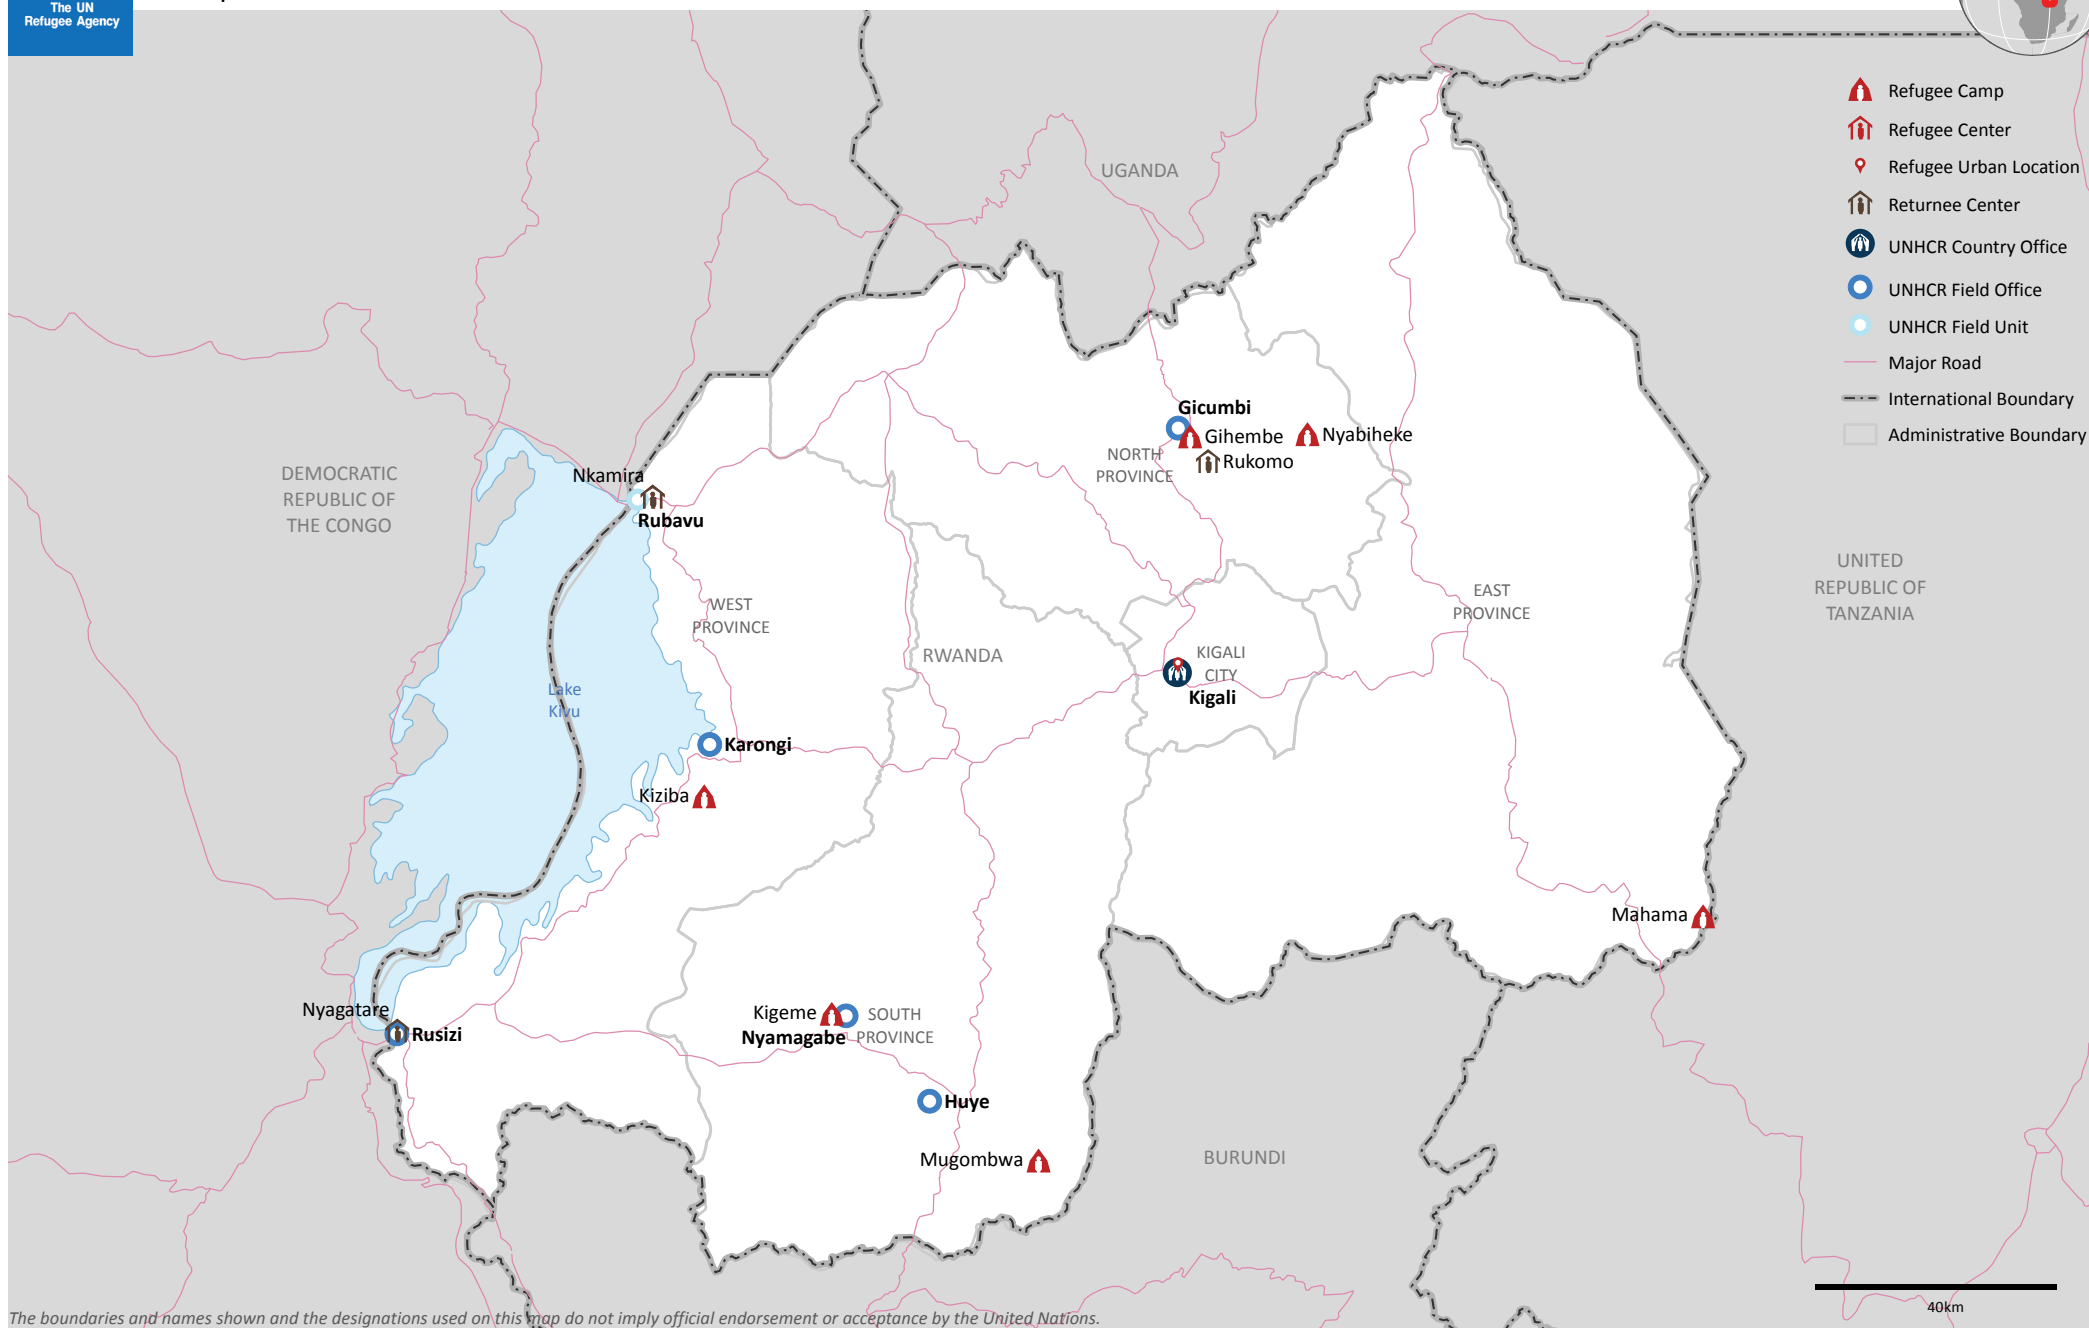 The UN
Refugee Agency
Refugee Camp
Refugee Center
Refugee Urban Location
Returnee Center
UNHCR Country Office
UNHCR Field Office
UNHCR Field Unit
Major Road
International Boundary
Administrative Boundary
UGANDA
Gicumbi
Gihembe
Nyabiheke
NORTH
PROVINCE
Rukomo
DEMOCRATIC
REPUBLIC OF
THE CONGO
Nkamira
Rubavu
UNITED
REPUBLIC OF
TANZANIA
WEST
PROVINCE
EAST
PROVINCE
RWANDA
KIGALI
CITY
Kigali
Lake
Kivu
Karongi
Kiziba
Mahama
Nyagatare
Rusizi
Kigeme
Nyamagabe
SOUTH
PROVINCE
Huye
Mugombwa
BURUNDI
40km
The boundaries and names shown and the designations used on this map do not imply official endorsement or acceptance by the United Nations.